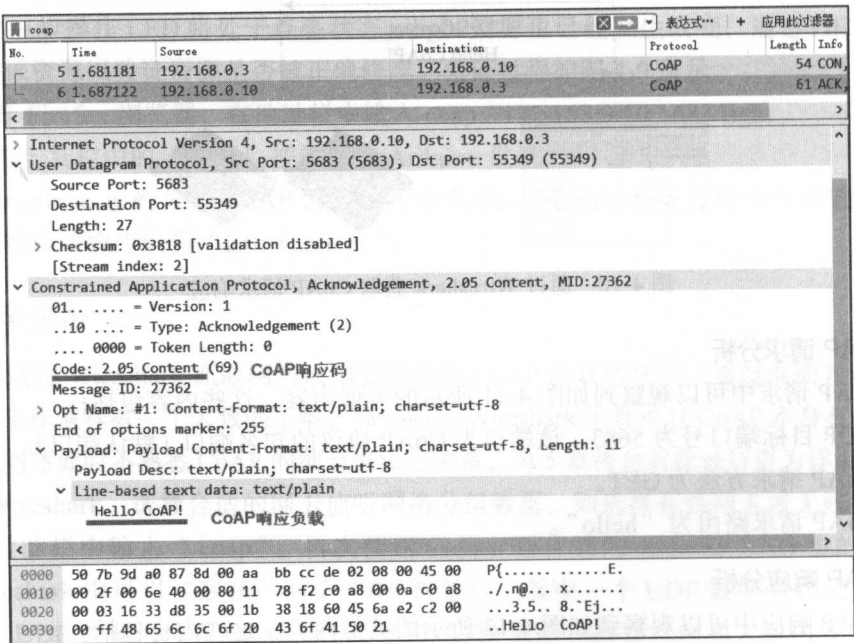 coap
表达式…
+
应用此过滤器
No. Time Source Destination Protocol Length Info
5 1.681181 192.168.0.3 192.168.0.10 CoAP 54 CON,
6 1.687122 192.168.0.10 192.168.0.3 CoAP 61 ACK,
> Internet Protocol Version 4, Src: 192.168.0.10, Dst: 192.168.0.3
User Datagram Protocol, Src Port: 5683 (5683), Dst Port: 55349 (55349)
Source Port: 5683
Destination Port: 55349
Length: 27
> Checksum: 0x3818 [validation disabled]
[Stream index: 2]
Constrained Application Protocol, Acknowledgement, 2.05 Content, MID:27362
01.. .... = Version: 1
..10 .... = Type: Acknowledgement (2)
.... 0000 = Token Length: 0
Code: 2.05 Content (69) CoAP响应码
Message ID: 27362
> Opt Name: #1: Content-Format: text/plain; charset=utf-8
End of options marker: 255
Payload: Payload Content-Format: text/plain; charset=utf-8, Length: 11
Payload Desc: text/plain; charset=utf-8
Line-based text data: text/plain
Hello CoAP! CoAP响应负载
0000 50 7b 9d a0 87 8d 00 aa bb cc de 02 08 00 45 00 P{...... ......E.
0010 00 2f 00 6e 40 00 80 11 78 f2 c0 a8 00 0a c0 a8 ./.n@... x.......
0020 00 03 16 33 d8 35 00 1b 38 18 60 45 6a e2 c2 00 ...3.5.. 8.`Ej...
0030 00 ff 48 65 6c 6c 6f 20 43 6f 41 50 21 ..Hello CoAP!